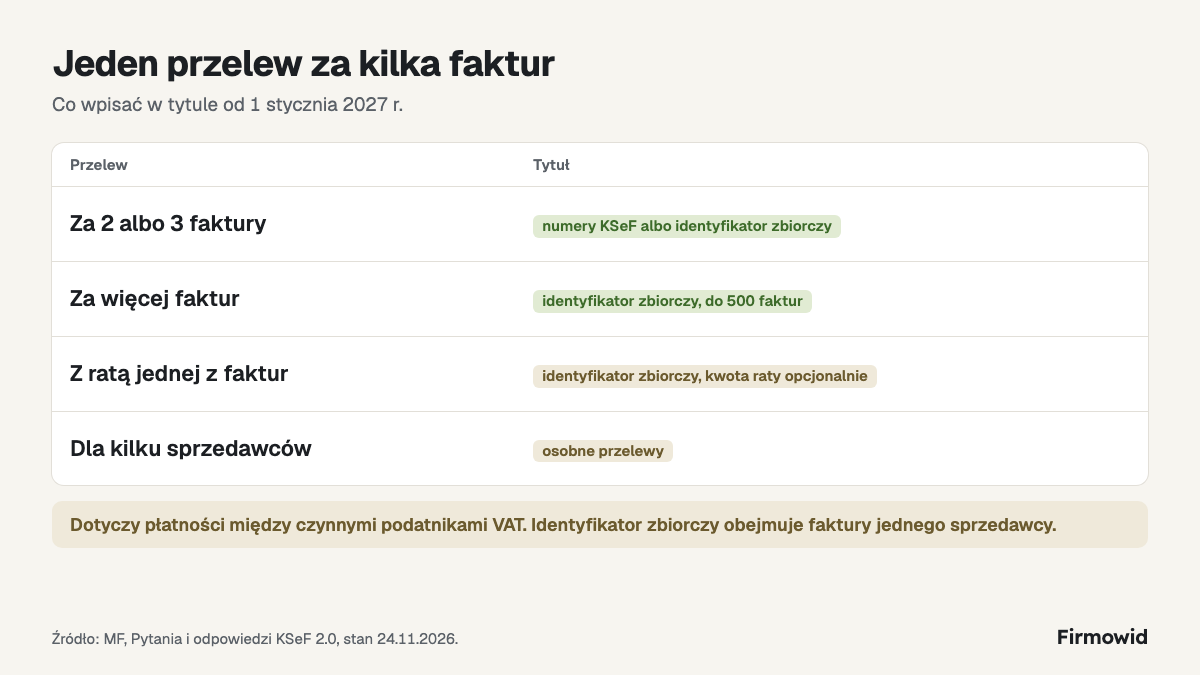 Jeden przelew za kilka faktur
Co wpisać w tytule od 1 stycznia 2027 r.
Przelew Tytuł
Za 2 albo 3 faktury numery KSeF albo identyfikator zbiorczy
Za więcej faktur identyfikator zbiorczy, do 500 faktur
Z ratą jednej z faktur identyfikator zbiorczy, kwota raty opcjonalnie
Dla kilku sprzedawców osobne przelewy
Dotyczy płatności między czynnymi podatnikami VAT. Identyfikator zbiorczy obejmuje faktury jednego sprzedawcy.
Źródło: MF, Pytania i odpowiedzi KSeF 2.0, stan 24.11.2026.
Firmowid